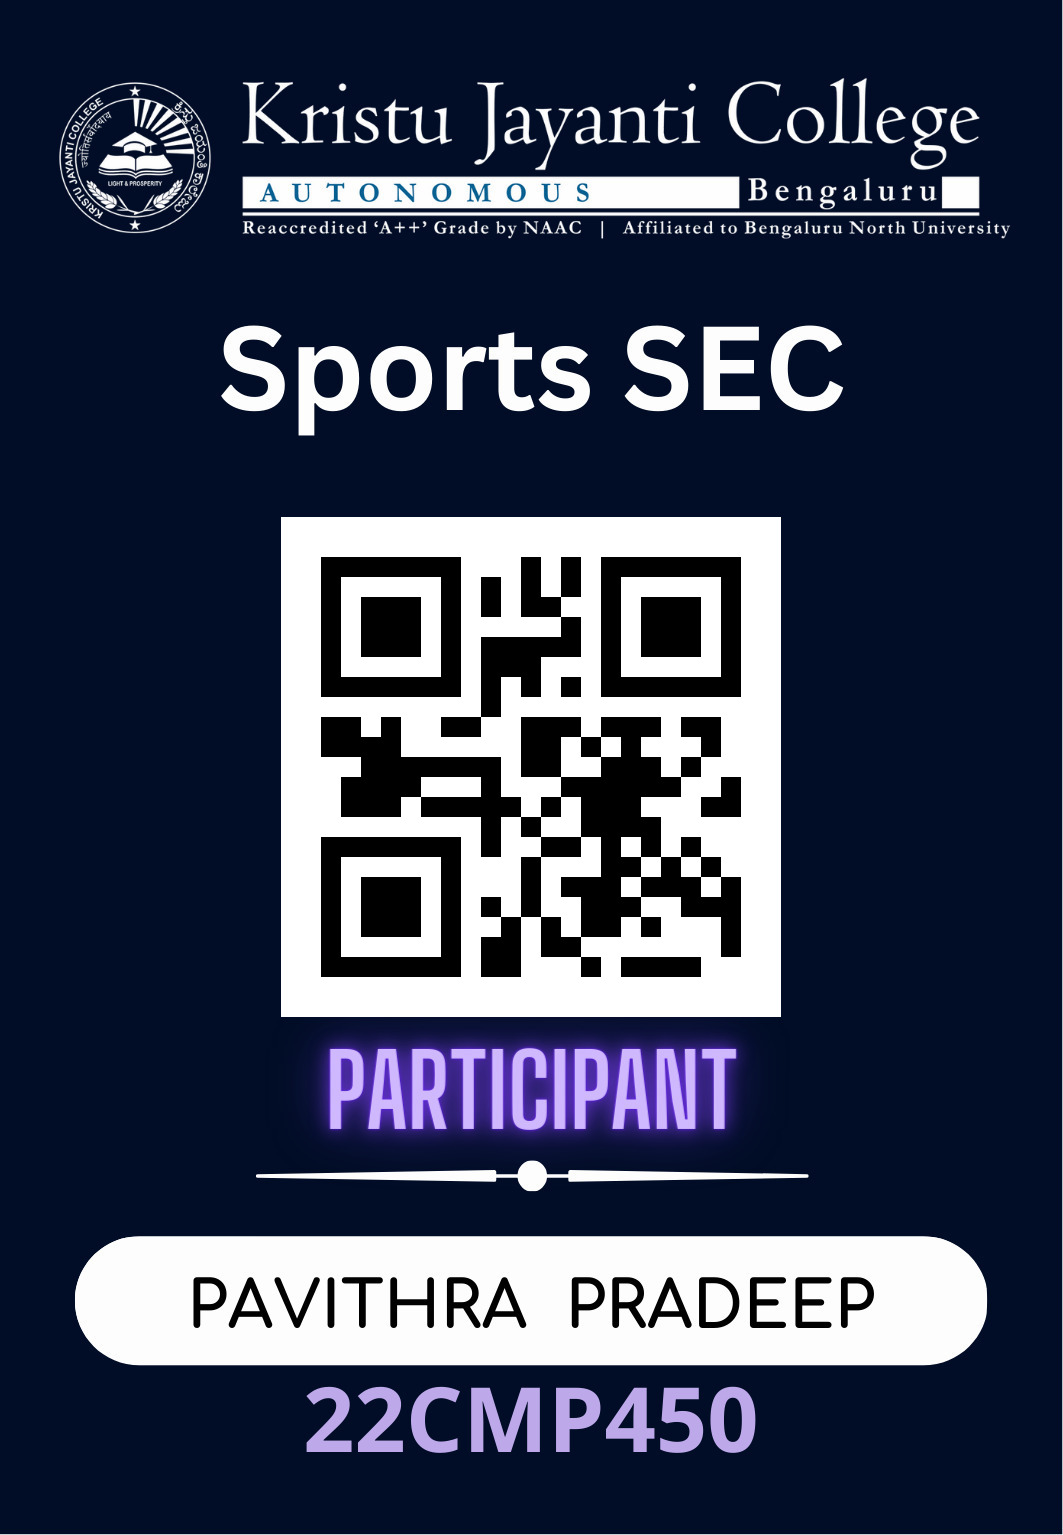 KRISTU JAYANTI COLLEGE
LIGHT & PROSPERITY
Kristu Jayanti College
AUTONOMOUS Bengaluru
Reaccredited ‘A++’ Grade by NAAC | Affiliated to Bengaluru North University
Sports SEC
PARTICIPANT
PAVITHRA PRADEEP
22CMP450